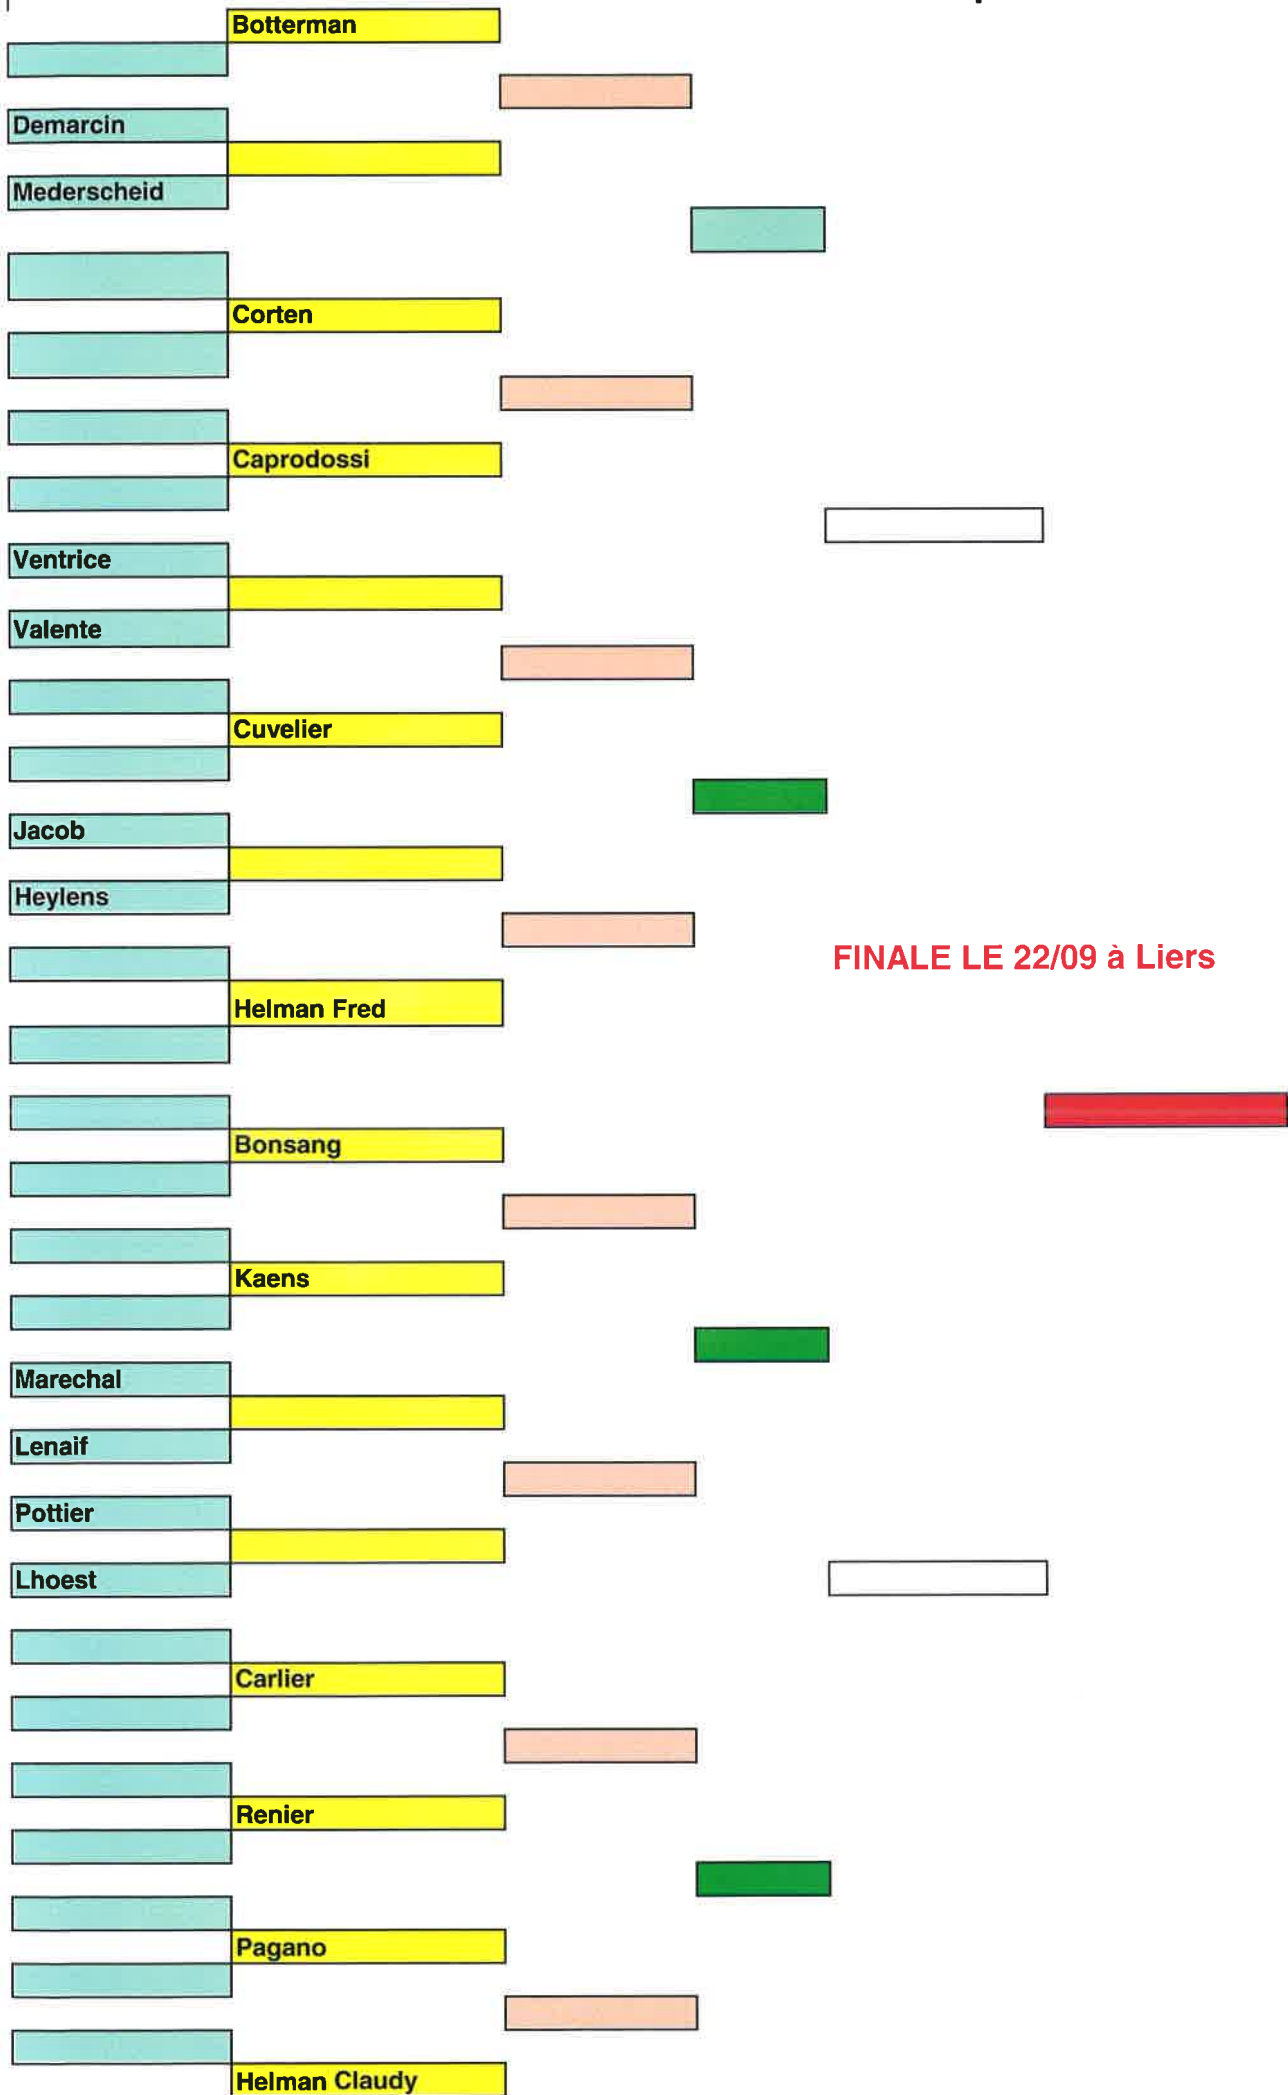 Botterman
Demarcin
Mederscheid
Corten
Caprodossi
Ventrice
Valente
Cuvelier
Jacob
Heylens
FINALE LE 22/09 à Liers
Helman Fred
Bonsang
Kaens
Marechal
Lenaif
Pottier
Lhoest
Carlier
Renier
Pagano
Helman Claudy